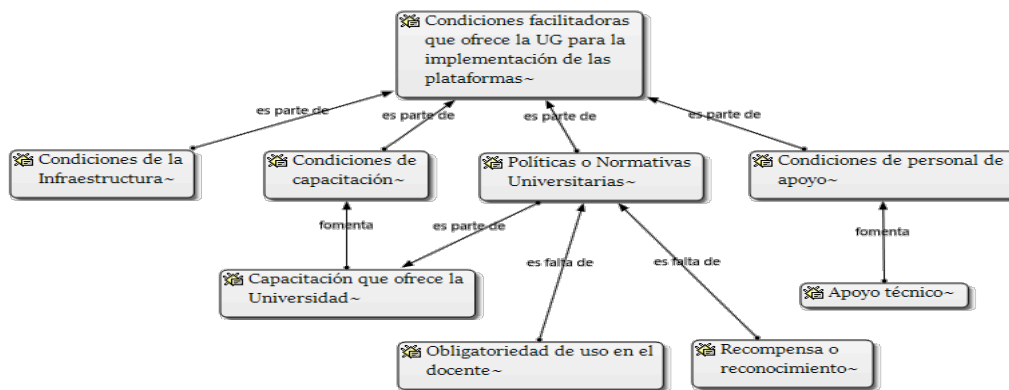 Condiciones facilitadoras
que ofrece la UG para la
implementación de las
plataformas~
es parte de
es parte de
es parte de
es parte de
Condiciones de la
Infraestructura~
Condiciones de
capacitación~
Políticas o Normativas
Universitarias~
Condiciones de personal de
apoyo~
fomenta
es parte de
fomenta
es falta de
es falta de
Capacitación que ofrece la
Universidad~
Apoyo técnico~
Obligatoriedad de uso en el
docente~
Recompensa o
reconocimiento~